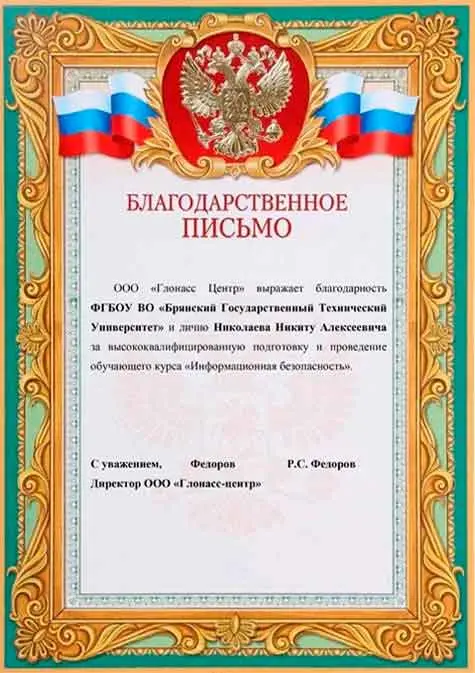 БЛАГОДАРСТВЕННОЕ
ПИСЬМО
ООО «Глонасс Центр» выражает благодарность
ФГБОУ ВО «Брянский Государственный Технический
Университет» и лично Николаева Никиту Алексеевича
за высококвалифицированную подготовку и проведение
обучающего курса «Информационная безопасность».
С уважением, Федоров Р.С. Федоров
Директор ООО «Глонасс-центр»